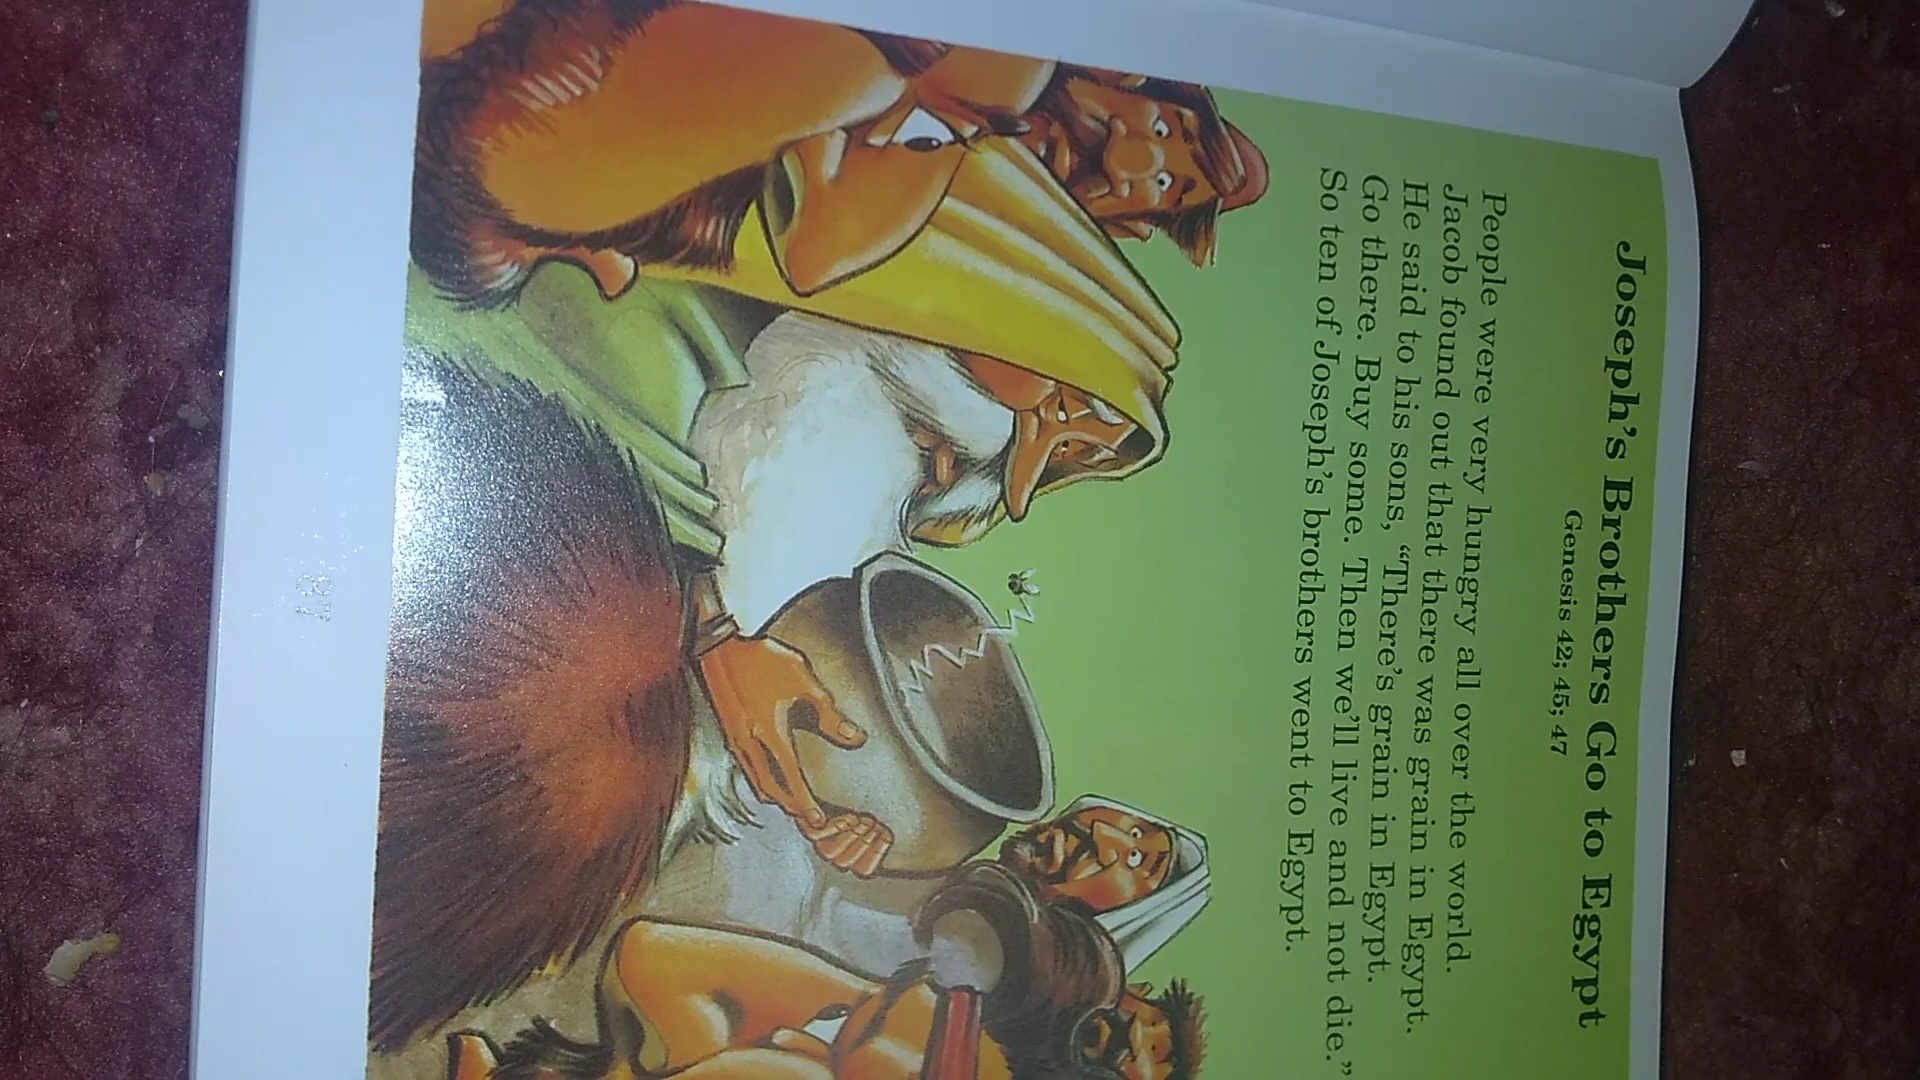 Joseph's Brothers Go to Egypt
Genesis 42; 45; 47
People were very hungry all over the world.
Jacob found out that there was grain in Egypt.
He said to his sons, “There's grain in Egypt.
Go there. Buy some. Then we'll live and not die.”
So ten of Joseph's brothers went to Egypt.
87